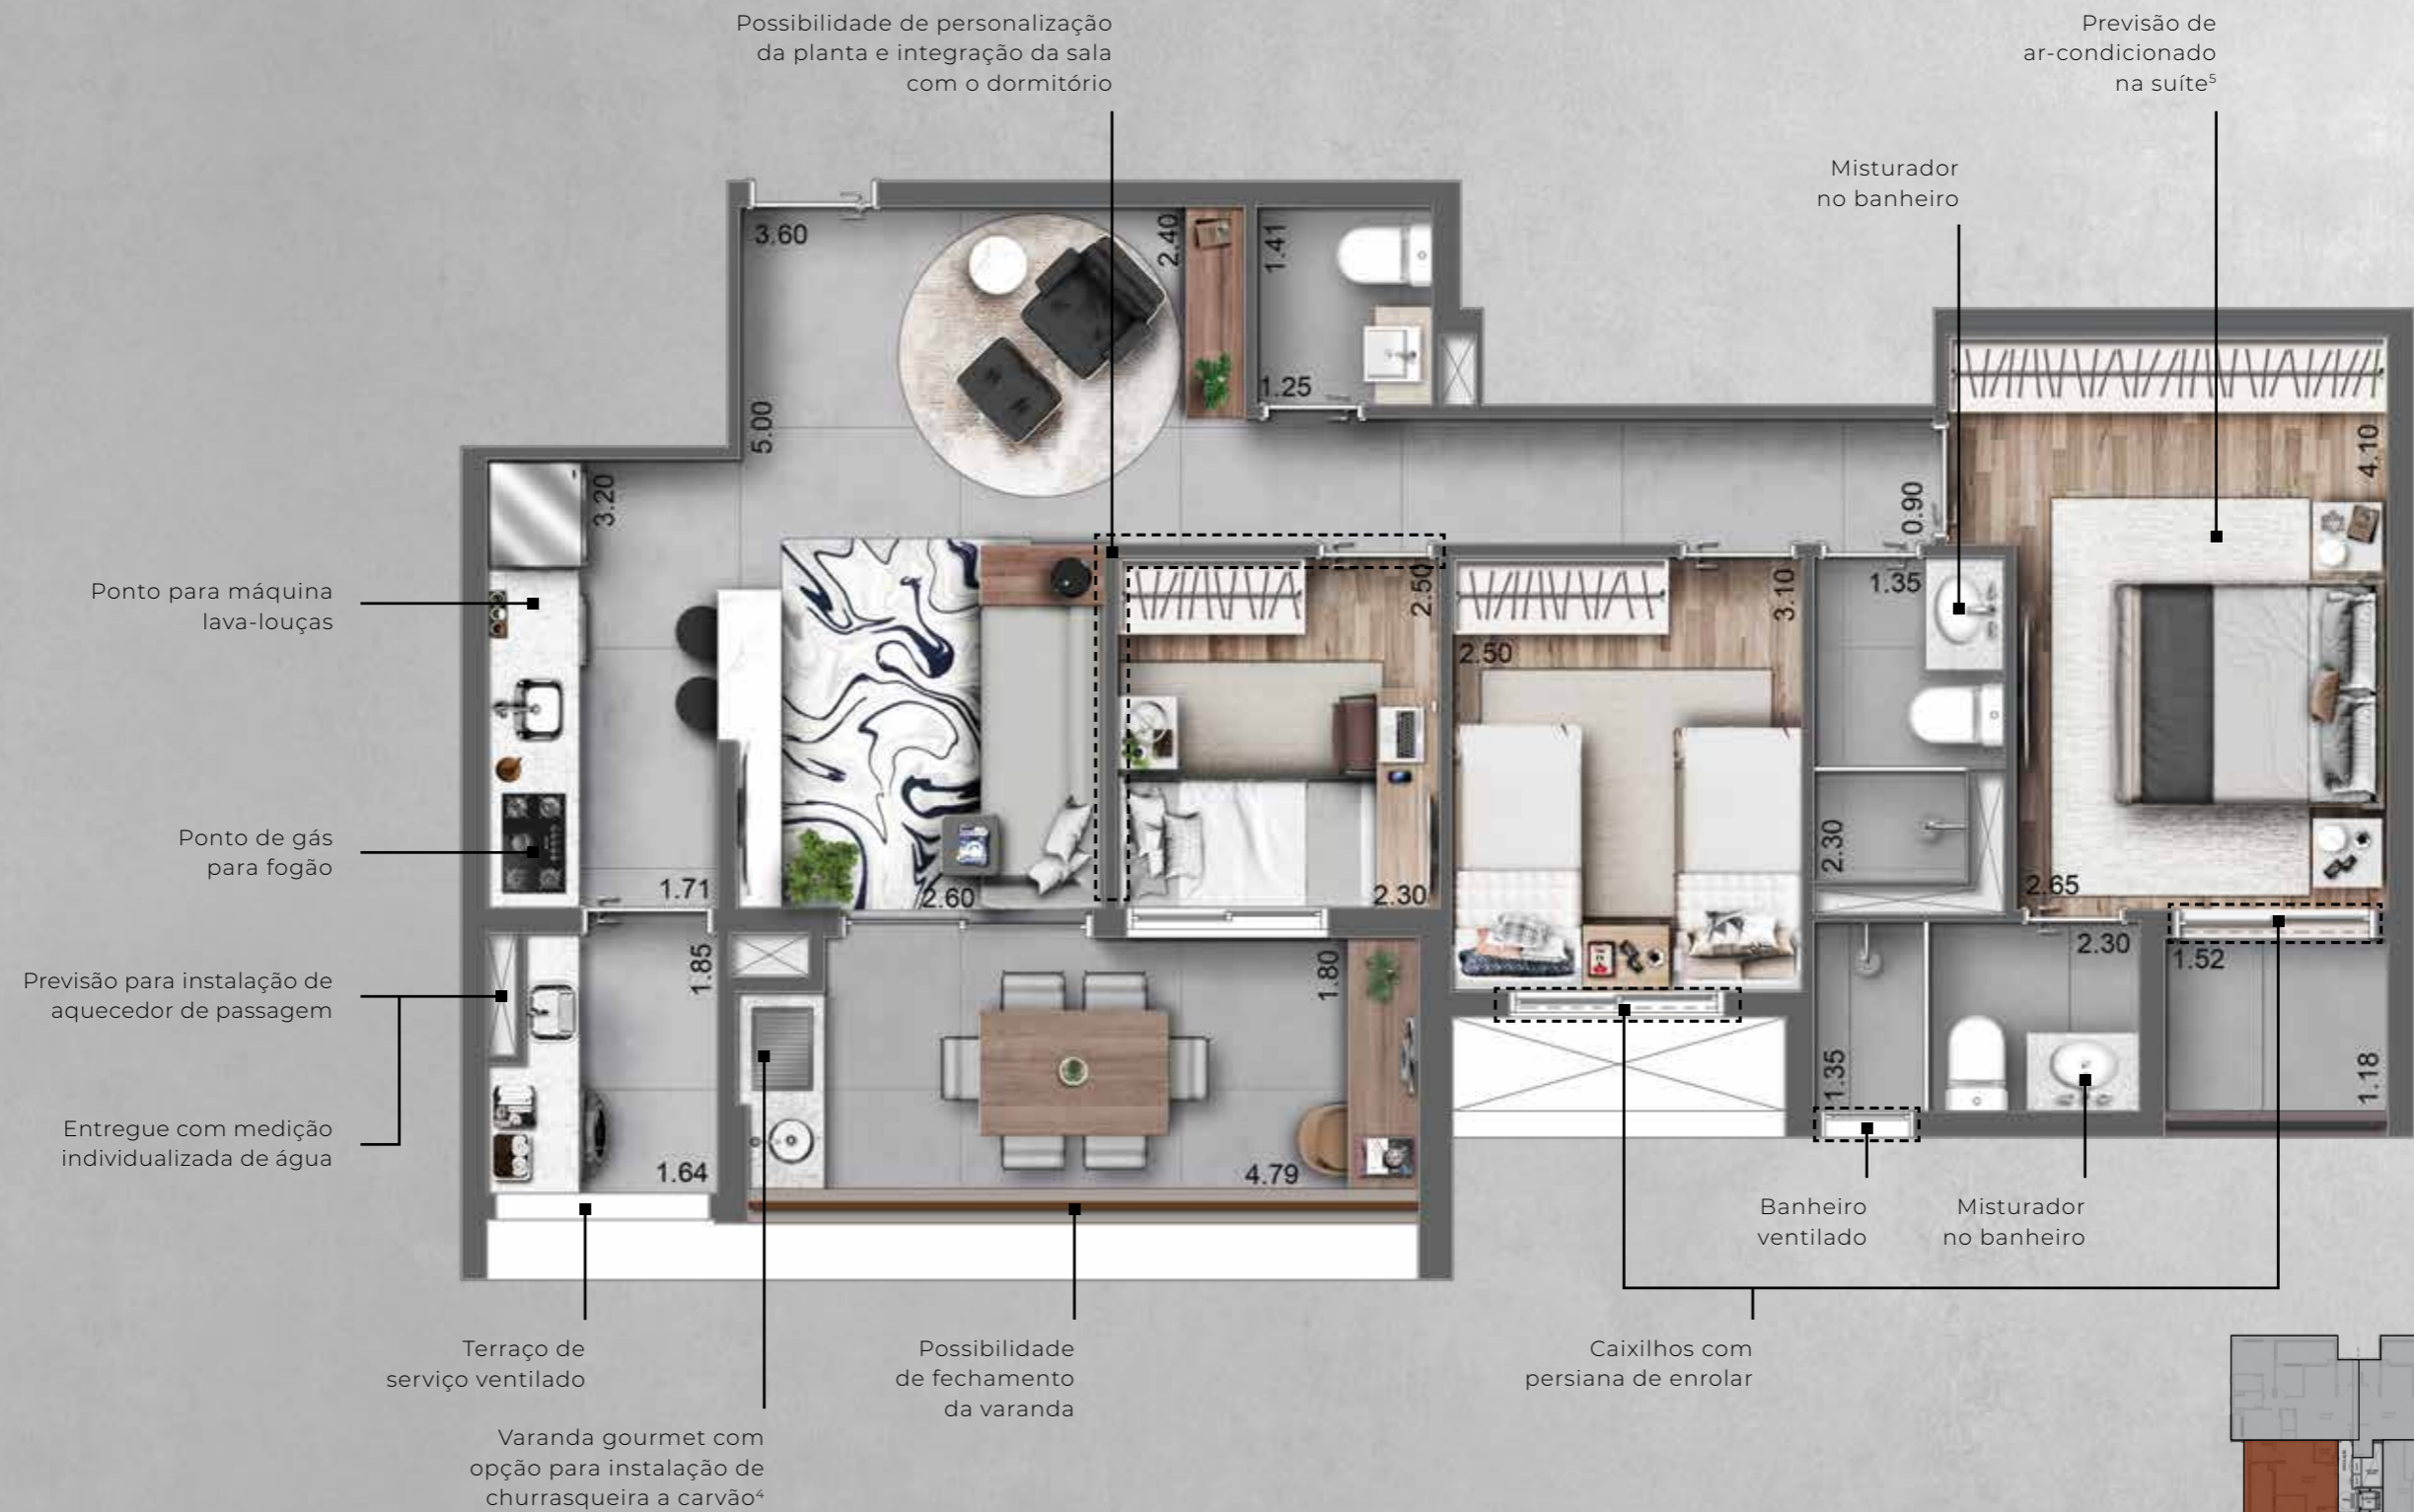 Possibilidade de personalização
da planta e integração da sala
com o dormitório
Previsão de
ar-condicionado
na suíte⁵
Misturador
no banheiro
3.60
2.40
1.41
1.25
5.00
3.20
4.10
0.90
Ponto para máquina
lava-louças
2.50
2.50
3.10
1.35
Ponto de gás
para fogão
1.71
2.60
2.30
2.30
2.65
Previsão para instalação de
aquecedor de passagem
1.85
1.80
2.30
1.52
Entregue com medição
individualizada de água
1.64
4.79
1.35
1.18
Banheiro
ventilado
Misturador
no banheiro
Terraço de
serviço ventilado
Possibilidade
de fechamento
da varanda
Caixilhos com
persiana de enrolar
Varanda gourmet com
opção para instalação de
churrasqueira a carvão⁴